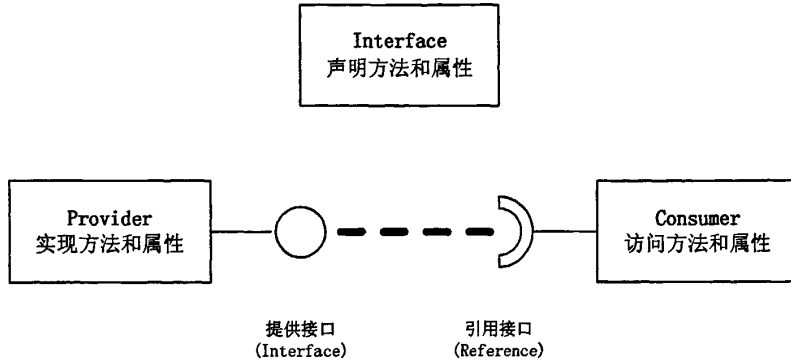 Interface
声明方法和属性
Provider
实现方法和属性
Consumer
访问方法和属性
提供接口
(Interface)
引用接口
(Reference)